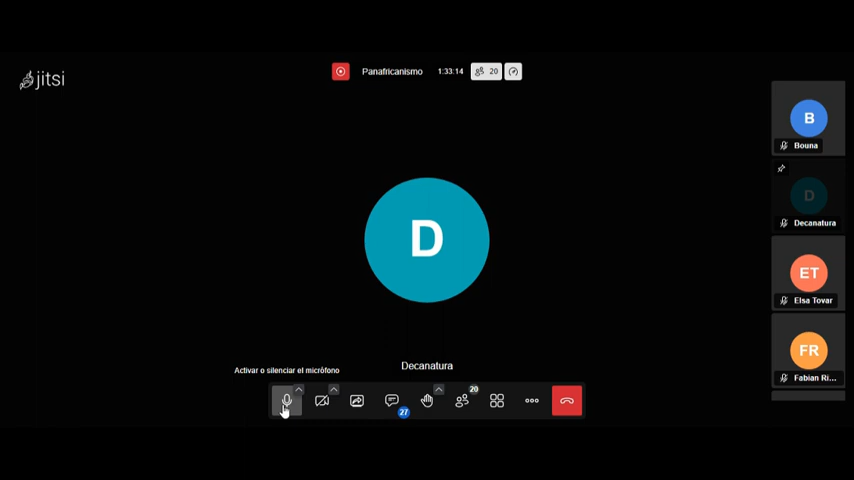 jitsi
Panafricanismo 1:33:14 20
B
Bouna
D
Decanatura
ET
Elsa Tovar
FR
Fabian Ri...
D
Decanatura
Activar o silenciar el micrófono
20
27